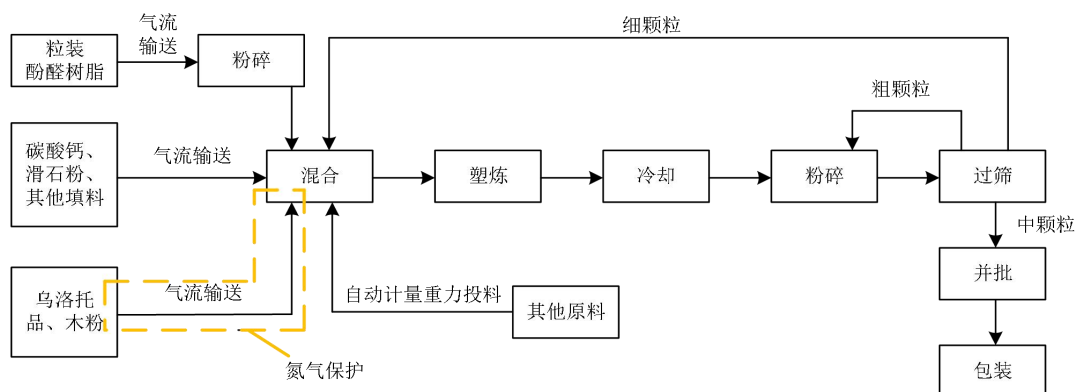 粒装
酚醛树脂
气流
输送
粉碎
细颗粒
粗颗粒
碳酸钙、
滑石粉、
其他填料
气流输送
混合
塑炼
冷却
粉碎
过筛
中颗粒
乌洛托
品、木粉
气流输送
自动计量重力投料
其他原料
并批
氮气保护
包装